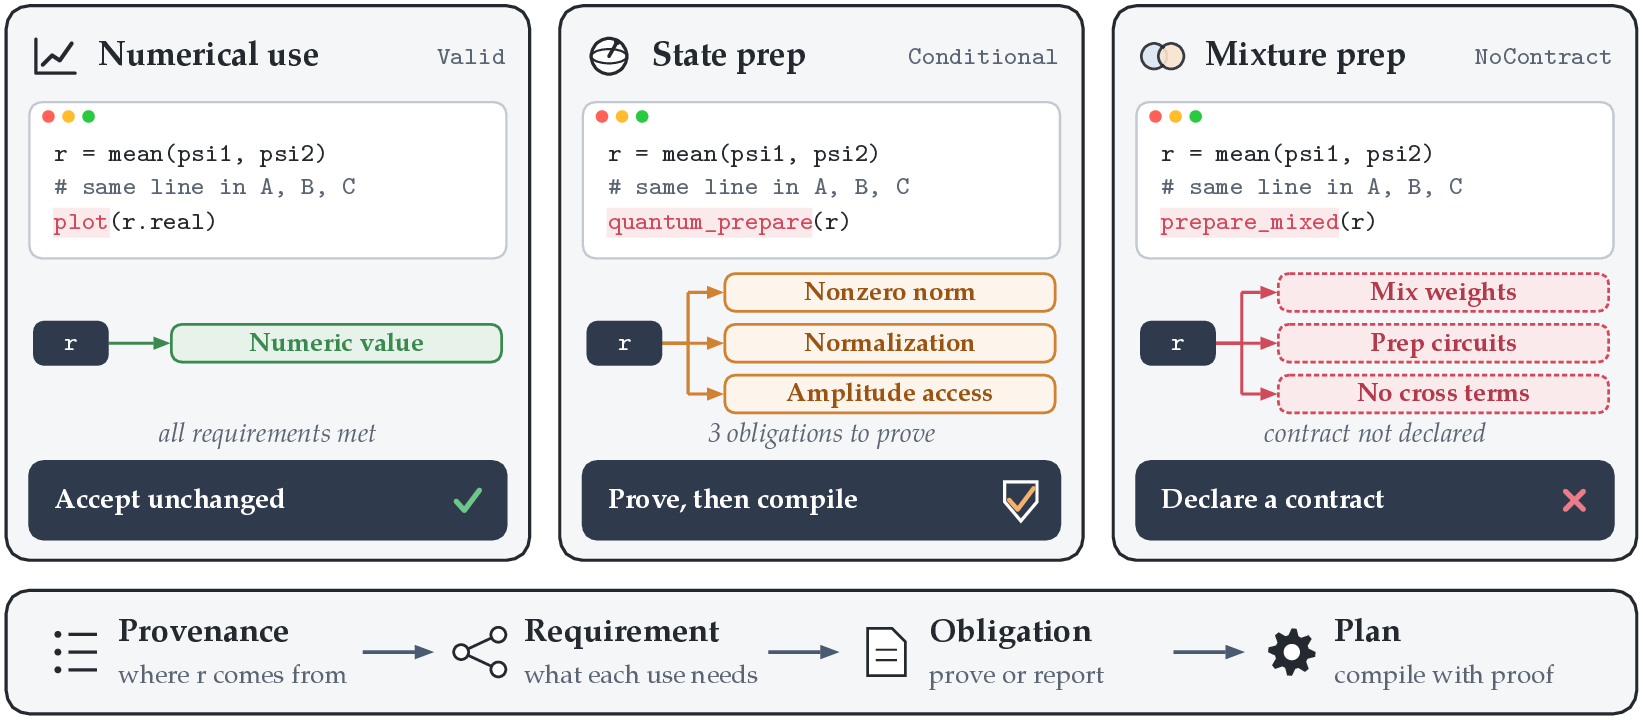 Numerical use
Valid
r = mean(psi1, psi2)
# same line in A, B, C
plot(r.real)
r
Numeric value
all requirements met
Accept unchanged
State prep
Conditional
r = mean(psi1, psi2)
# same line in A, B, C
quantum_prepare(r)
r
Nonzero norm
Normalization
Amplitude access
3 obligations to prove
Prove, then compile
Mixture prep
NoContract
r = mean(psi1, psi2)
# same line in A, B, C
prepare_mixed(r)
r
Mix weights
Prep circuits
No cross terms
contract not declared
Declare a contract
Provenance
where r comes from
Requirement
what each use needs
Obligation
prove or report
Plan
compile with proof